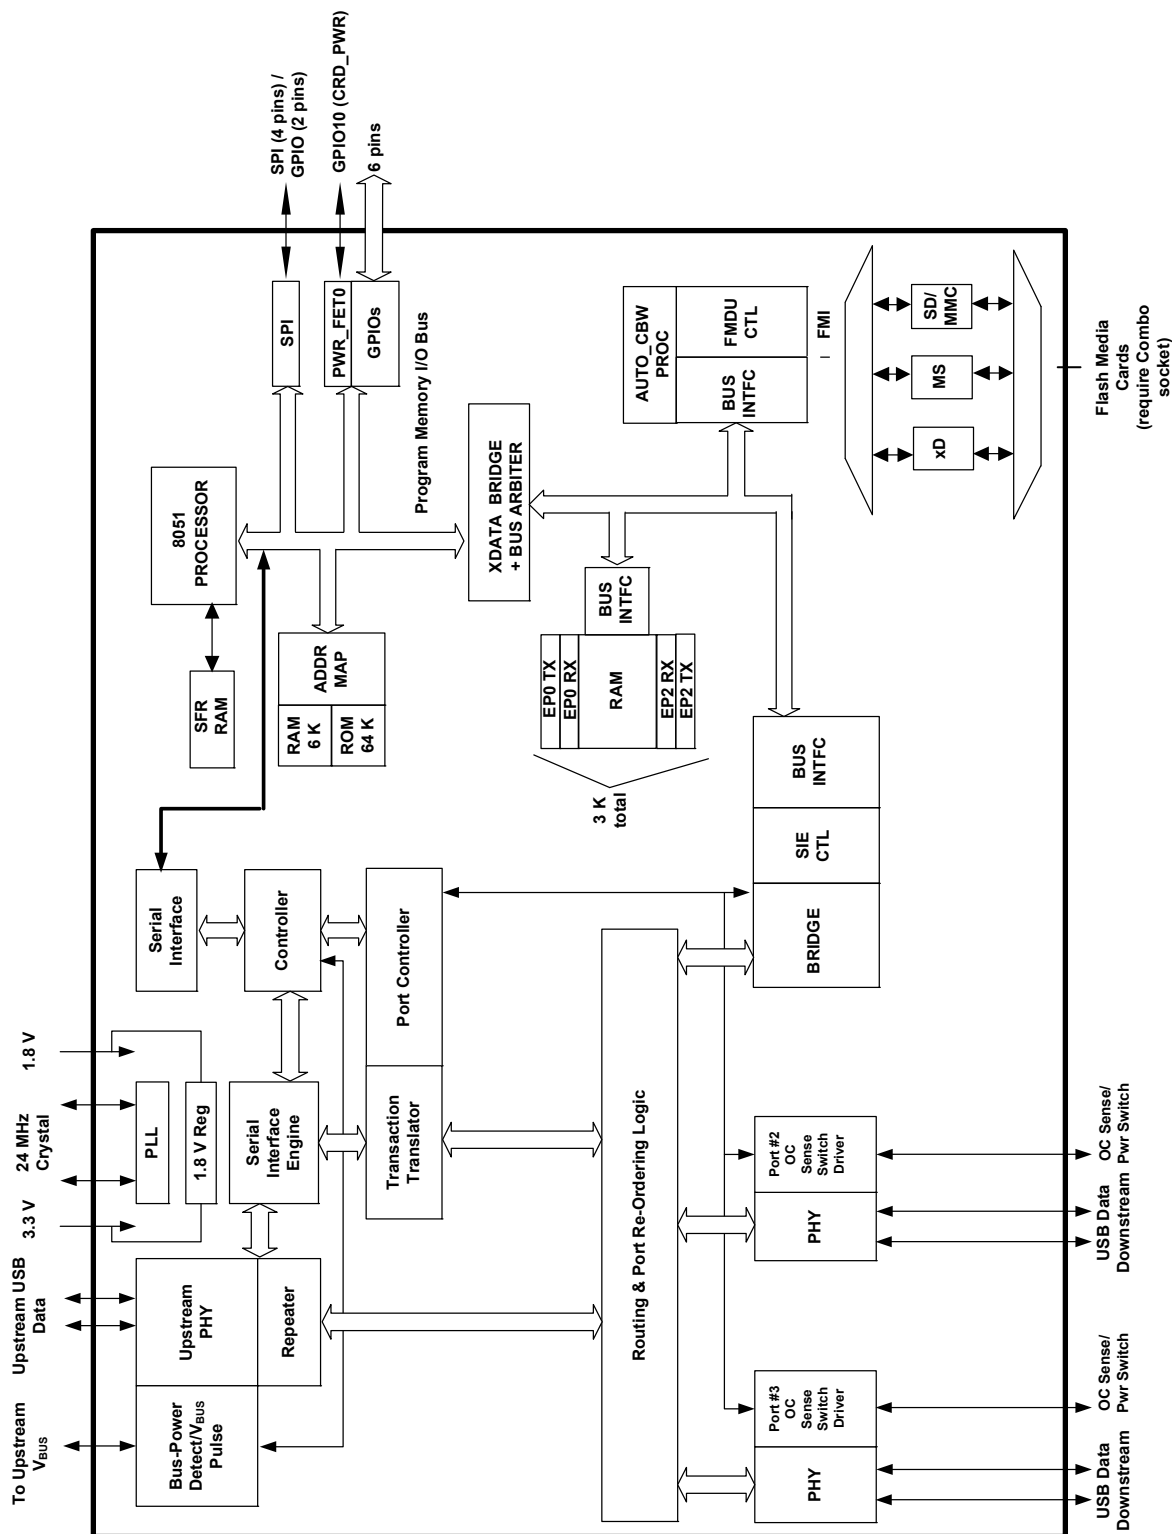 To Upstream
VBUS
Upstream USB
Data
3.3 V
24 MHz
Crystal
1.8 V
Bus-Power
Detect/VBUS
Pulse
Upstream
PHY
Repeater
PLL
1.8 V Reg
Serial
Interface
Engine
Serial
Interface
Controller
Transaction
Translator
Port Controller
SFR
RAM
8051
PROCESSOR
RAM
6 K
ROM
64 K
ADDR
MAP
SPI
SPI (4 pins) /
GPIO (2 pins)
PWR_FET0
GPIO10 (CRD_PWR)
GPIOs
6 pins
Program Memory I/O Bus
XDATA BRIDGE
+ BUS ARBITER
3 K
total
EP0 TX
EP0 RX
RAM
EP2 RX
EP2 TX
BUS
INTFC
AUTO_CBW
PROC
BUS
INTFC
FMDU
CTL
FMI
xD
MS
SD/
MMC
Flash Media
Cards
(require Combo
socket)
Routing & Port Re-Ordering Logic
BRIDGE
SIE
CTL
BUS
INTFC
PHY
Port #3
OC
Sense
Switch
Driver
PHY
Port #2
OC
Sense
Switch
Driver
USB Data
Downstream
OC Sense/
Pwr Switch
USB Data
Downstream
OC Sense/
Pwr Switch